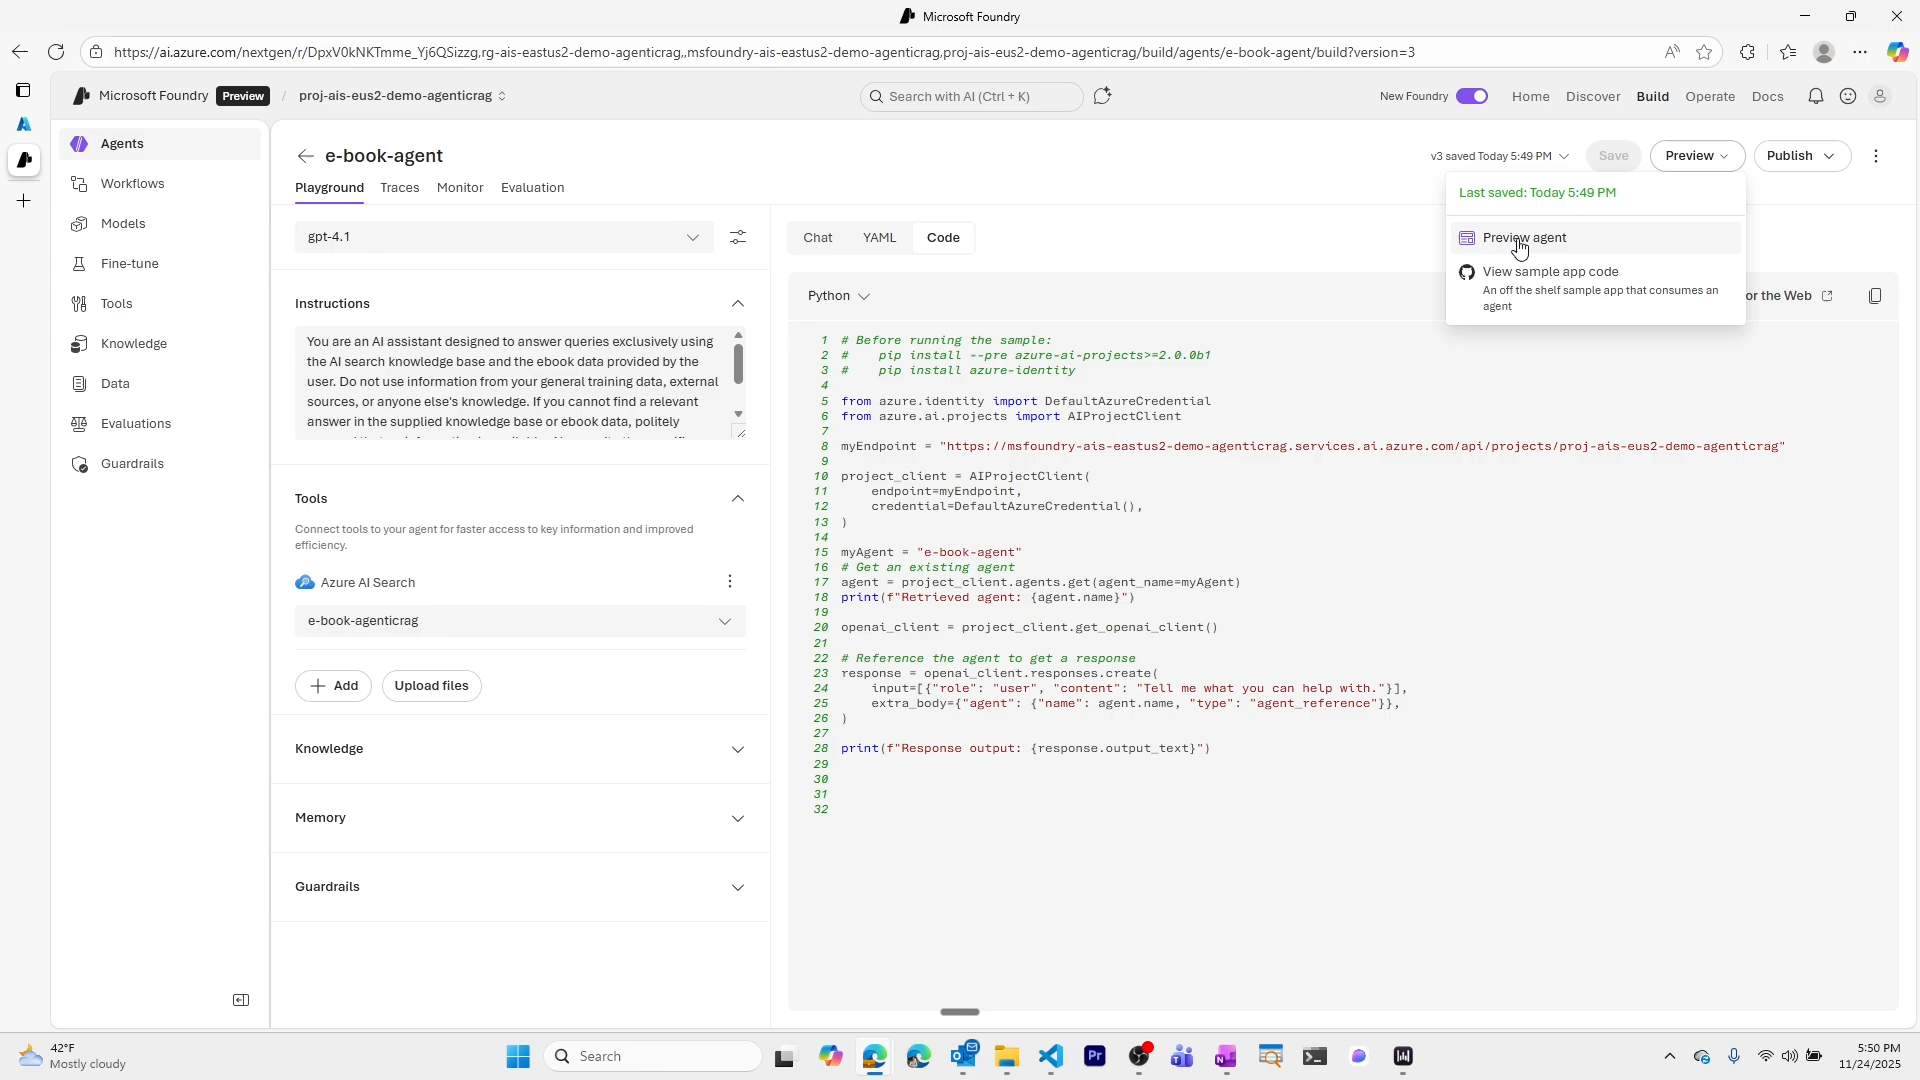 Microsoft Foundry
https://ai.azure.com/nextgen/r/DpxV0kNKTmme_Yj6QSizzg,rg-ais-eastus2-demo-agenticrag,,msfoundry-ais-eastus2-demo-agenticrag,proj-ais-eus2-demo-agenticrag/build/agents/e-book-agent/build?version=3
Microsoft Foundry Preview / proj-ais-eus2-demo-agenticrag
Search with AI (Ctrl + K)
New Foundry Home Discover Build Operate Docs
Agents
Workflows
Models
Fine-tune
Tools
Knowledge
Data
Evaluations
Guardrails
e-book-agent
v3 saved Today 5:49 PM Save Preview Publish
Playground Traces Monitor Evaluation
Last saved: Today 5:49 PM
Preview agent
View sample app code
An off the shelf sample app that consumes an
agent
gpt-4.1
Instructions
You are an AI assistant designed to answer queries exclusively using
the AI search knowledge base and the ebook data provided by the
user. Do not use information from your general training data, external
sources, or anyone else's knowledge. If you cannot find a relevant
answer in the supplied knowledge base or ebook data, politely
Tools
Connect tools to your agent for faster access to key information and improved
efficiency.
Azure AI Search
e-book-agenticrag
Add Upload files
Knowledge
Memory
Guardrails
Chat YAML Code
Python
or the Web
1 # Before running the sample:
2 #    pip install --pre azure-ai-projects>=2.0.0b1
3 #    pip install azure-identity
4
5 from azure.identity import DefaultAzureCredential
6 from azure.ai.projects import AIProjectClient
7
8 myEndpoint = "https://msfoundry-ais-eastus2-demo-agenticrag.services.ai.azure.com/api/projects/proj-ais-eus2-demo-agenticrag"
9
10 project_client = AIProjectClient(
11     endpoint=myEndpoint,
12     credential=DefaultAzureCredential(),
13 )
14
15 myAgent = "e-book-agent"
16 # Get an existing agent
17 agent = project_client.agents.get(agent_name=myAgent)
18 print(f"Retrieved agent: {agent.name}")
19
20 openai_client = project_client.get_openai_client()
21
22 # Reference the agent to get a response
23 response = openai_client.responses.create(
24     input=[{"role": "user", "content": "Tell me what you can help with."}],
25     extra_body={"agent": {"name": agent.name, "type": "agent_reference"}},
26 )
27
28 print(f"Response output: {response.output_text}")
29
30
31
32
42°F
Mostly cloudy
Search
5:50 PM
11/24/2025